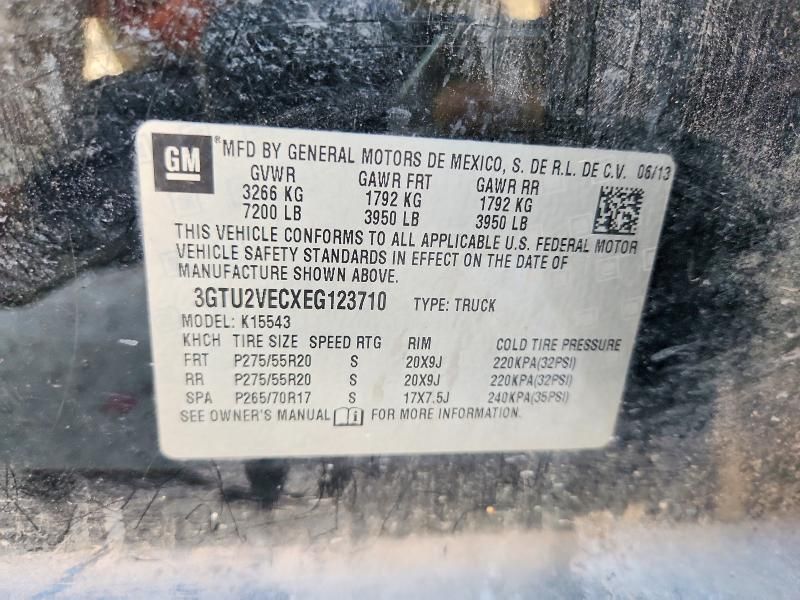 GM ® MFD BY GENERAL MOTORS DE MEXICO, S. DE R.L. DE C.V. 06/13
GVWR GAWR FRT GAWR RR
3266 KG 1792 KG 1792 KG
7200 LB 3950 LB 3950 LB
THIS VEHICLE CONFORMS TO ALL APPLICABLE U.S. FEDERAL MOTOR
VEHICLE SAFETY STANDARDS IN EFFECT ON THE DATE OF
MANUFACTURE SHOWN ABOVE.
3GTU2VECXEG123710 TYPE: TRUCK
MODEL: K15543
KHCH TIRE SIZE SPEED RTG RIM COLD TIRE PRESSURE
FRT P275/55R20 S 20X9J 220KPA(32PSI)
RR P275/55R20 S 20X9J 220KPA(32PSI)
SPA P265/70R17 S 17X7.5J 240KPA(35PSI)
SEE OWNER'S MANUAL FOR MORE INFORMATION.